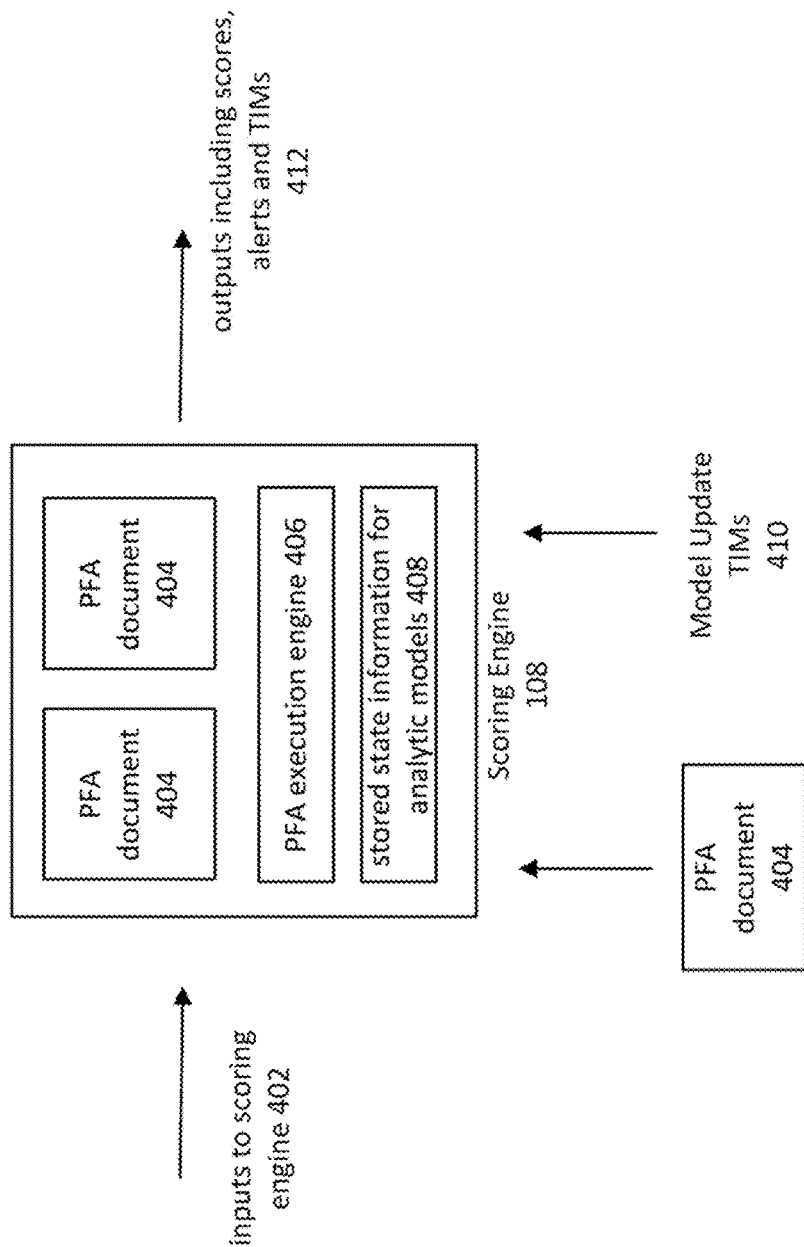 inputs to scoring
engine 402
PFA
document
404
PFA
document
404
PFA execution engine 406
stored state information for
analytic models 408
Scoring Engine
108
outputs including scores,
alerts and TIMs
412
PFA
document
404
Model Update
TIMs
410